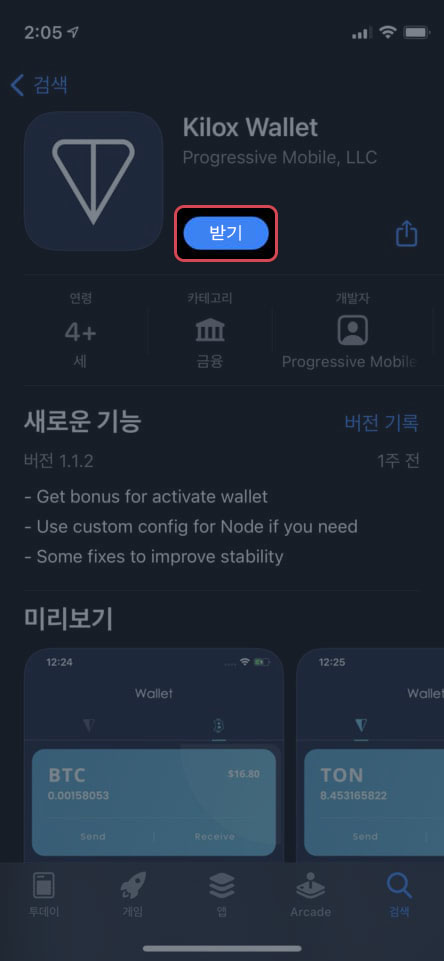 2:05
검색
Kilox Wallet
Progressive Mobile, LLC
받기
연령
카테고리
개발자
4+
세
금융
Progressive Mobile
새로운 기능
버전 기록
버전 1.1.2
1주 전
- Get bonus for activate wallet
- Use custom config for Node if you need
- Some fixes to improve stability
미리보기
12:24
12:25
Wallet
Wallet
BTC
$16.80
0.00158053
Send
Receive
TON
8.453165822
Send
투데이
게임
앱
Arcade
검색